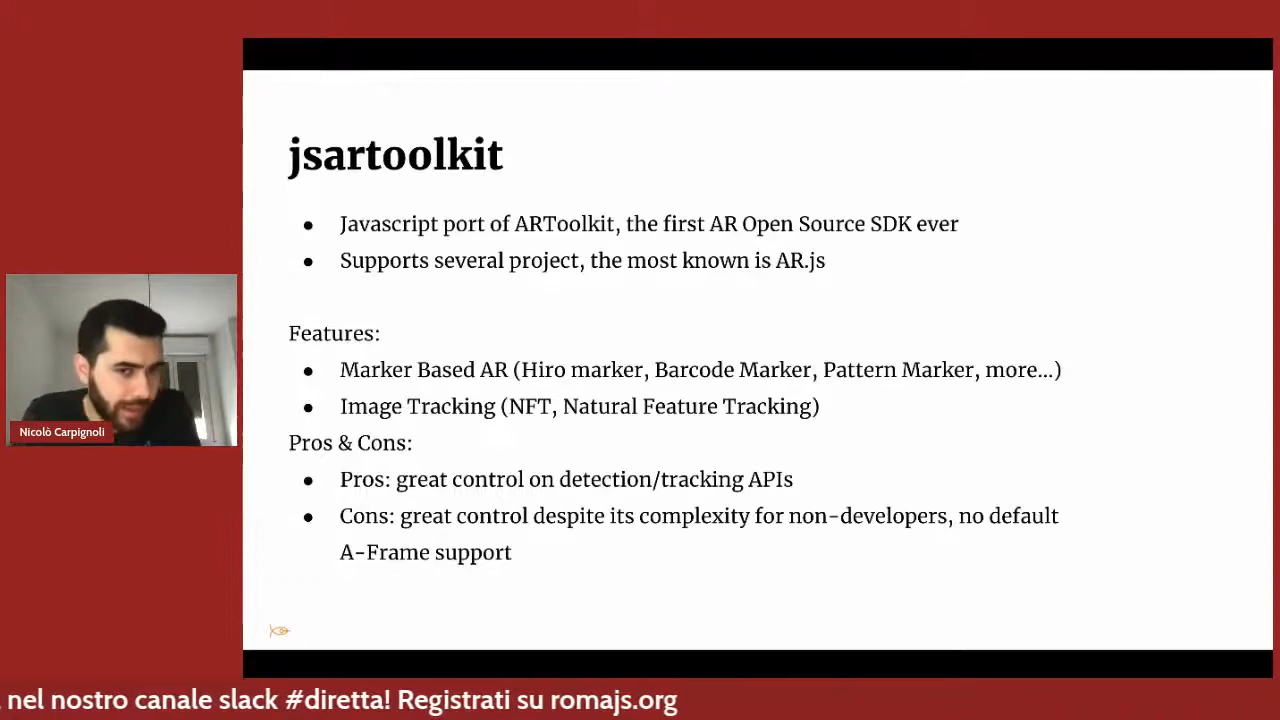 jsartoolkit
● Javascript port of ARToolkit, the first AR Open Source SDK ever
● Supports several project, the most known is AR.js
Features:
● Marker Based AR (Hiro marker, Barcode Marker, Pattern Marker, more...)
● Image Tracking (NFT, Natural Feature Tracking)
Pros & Cons:
● Pros: great control on detection/tracking APIs
● Cons: great control despite its complexity for non-developers, no default
A-Frame support
Nicolò Carpignoli
nel nostro canale slack #diretta! Registrati su romajs.org